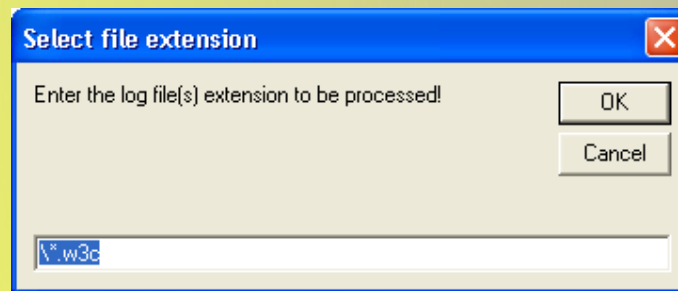 Select file extension
Enter the log file(s) extension to be processed!
OK
Cancel
\*.w3c